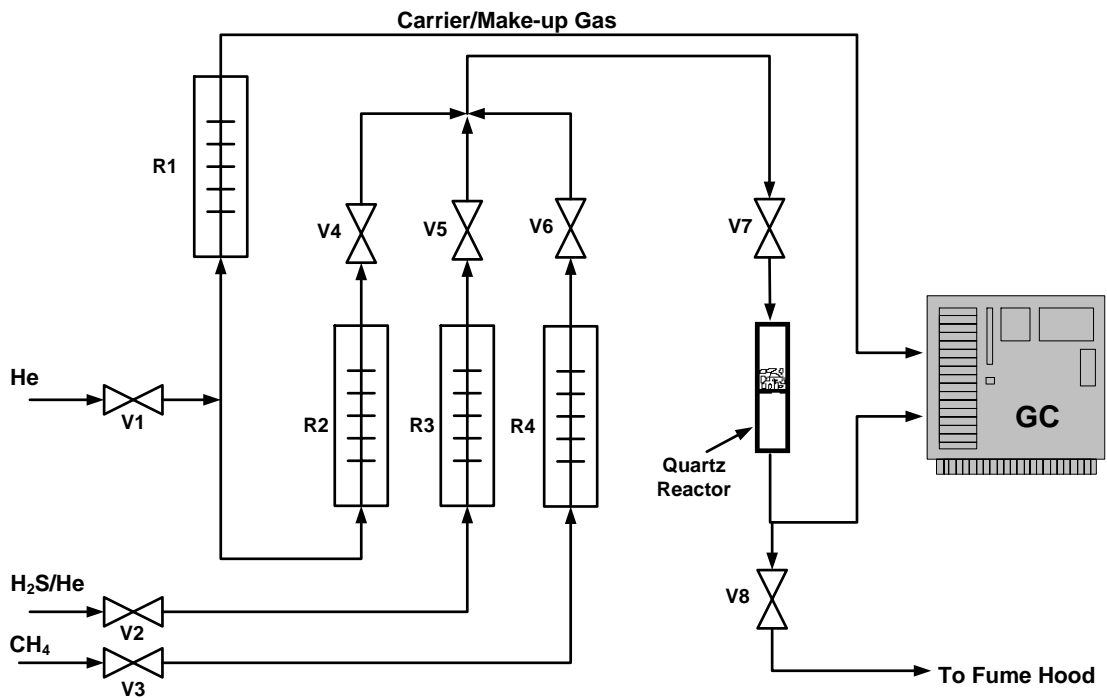 Carrier/Make-up Gas
R1
V4
V5
V6
V7
He
V1
R2
R3
R4
GC
Quartz
Reactor
H₂S/He
V2
V8
CH₄
V3
To Fume Hood